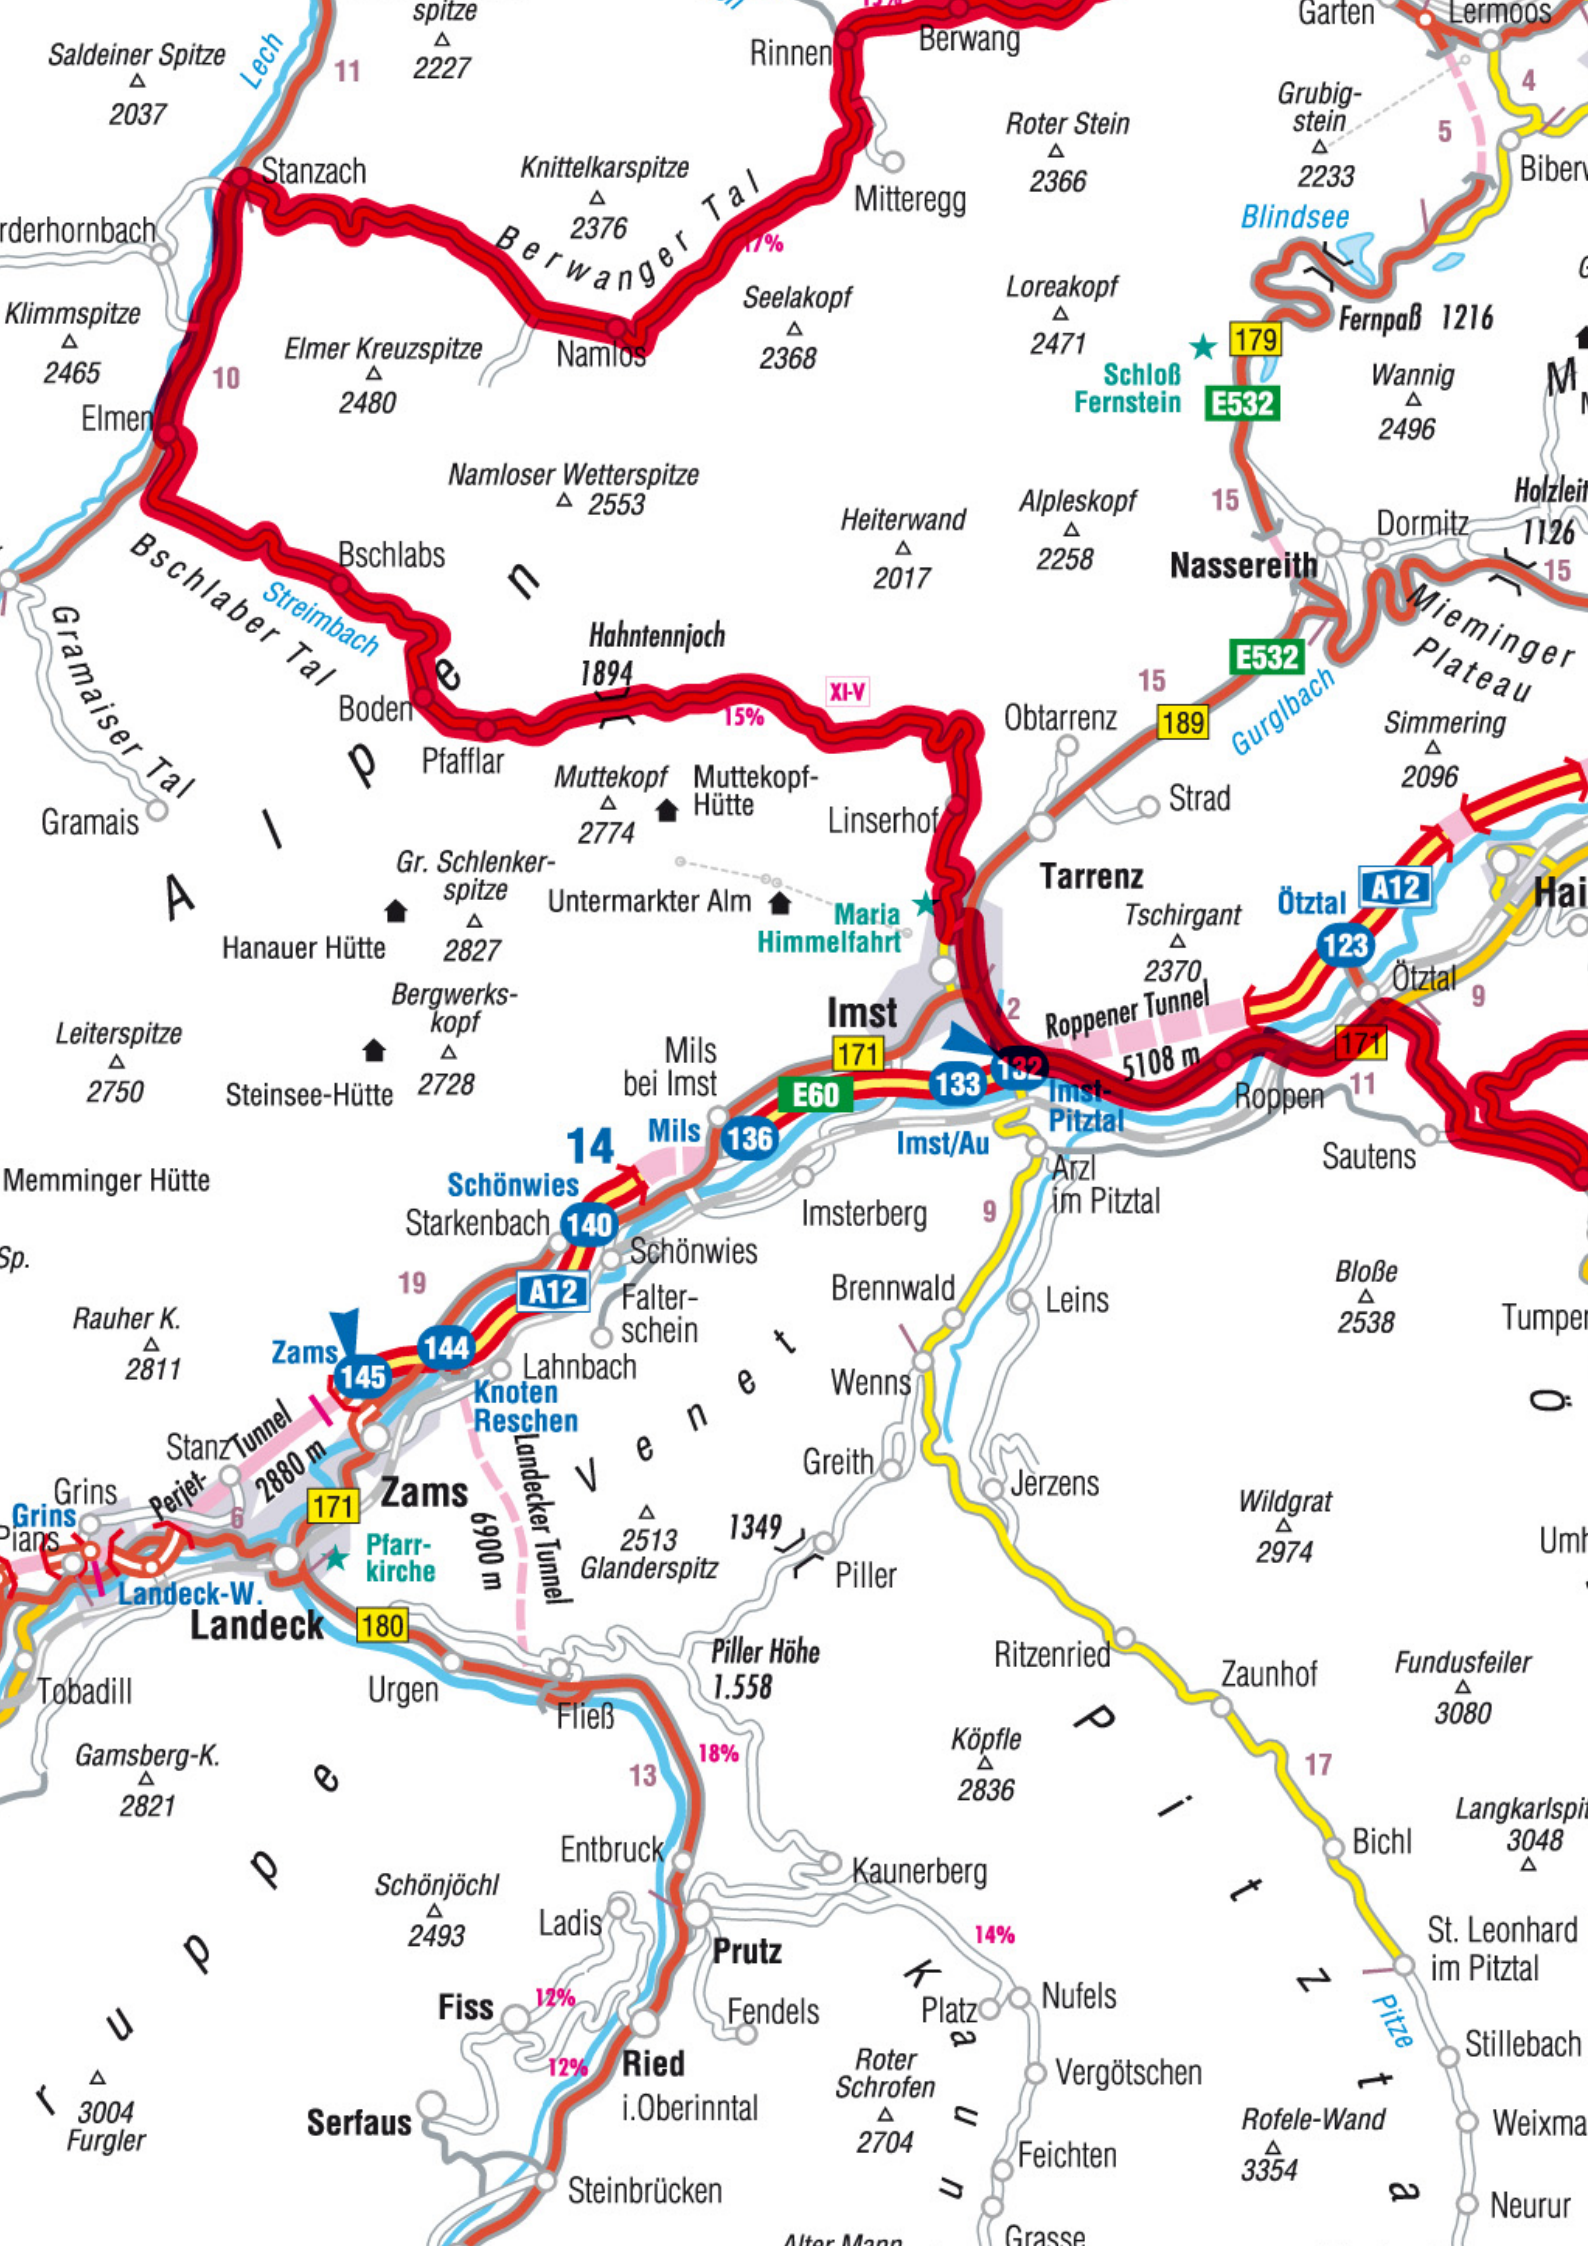 spitze
2227
Saldeiner Spitze
2037
Lech
11
Rinnen
Berwang
Garten
Lermoos
4
5
Grubig-
stein
2233
Biberw
Roter Stein
2366
Mitteregg
Knittelkarspitze
2376
Berwanger Tal
17%
Stanzach
rderhornbach
Klimmspitze
2465
10
Elmer Kreuzspitze
2480
Namlos
Seelakopf
2368
Loreakopf
2471
Blindsee
Fernpaß 1216
179
Schloß
Fernstein
E532
Wannig
2496
M
Elmen
Namloser Wetterspitze
2553
Heiterwand
2017
Alpleskopf
2258
15
Dormitz
Holzleit
1126
15
Nassereith
Mieminger
Plateau
E532
Gurglbach
Bschlaber Tal
Bschlabs
Streimbach
Gramaiser Tal
Gramais
Hahntennjoch
1894
XI-V
15%
Boden
Pfafflar
15
189
Obtarrenz
Simmering
2096
Strad
Muttekopf
2774
Muttekopf-
Hütte
Linserhof
A l p e n
Gr. Schlenker-
spitze
2827
Hanauer Hütte
Untermarkter Alm
Maria
Himmelfahrt
Tarrenz
Tschirgant
2370
Ötztal
A12
123
Hai
Ötztal
9
Bergwerks-
kopf
2728
Leiterspitze
2750
Steinsee-Hütte
Imst
171
2
Roppener Tunnel
5108 m
171
11
Mils
bei Imst
E60
133
132
Imst-
Pitztal
Roppen
Sautens
Mils
136
Imst/Au
14
Schönwies
Memminger Hütte
Starkenbach
140
Imsterberg
Arzl
im Pitztal
9
Sp.
Schönwies
19
A12
Falter-
schein
Brennwald
Leins
Bloße
2538
Tumpen
Rauher K.
2811
Zams
145
144
Lahnbach
Knoten
Reschen
Wenns
Venet
Ö
Stanz
Perjet-
Tunnel
2880 m
Grins
Grins
Pians
6
171
Zams
Landecker Tunnel
6900 m
Greith
Jerzens
Wildgrat
2974
Umh
2513
Glanderspitz
1349
Piller
Pfarr-
kirche
Landeck-W.
Landeck
180
Urgen
Fließ
Tobadill
Piller Höhe
1.558
Ritzenried
Zaunhof
Fundusfeiler
3080
Gamsberg-K.
2821
18%
13
Köpfle
2836
17
Langkarlspit
3048
Entbruck
Kaunerberg
Bichl
Schönjöchl
2493
Ladis
Prutz
14%
St. Leonhard
im Pitztal
Fiss
12%
Fendels
Platz
Nufels
Pitze
Stillebach
12%
Ried
i.Oberinntal
Roter
Schrofen
2704
Vergötschen
3004
Furgler
Serfaus
Rofele-Wand
3354
Weixma
Feichten
Steinbrücken
Neurur
Grasse
Alter Mann
r u p p e
K a u n
P i t z t a